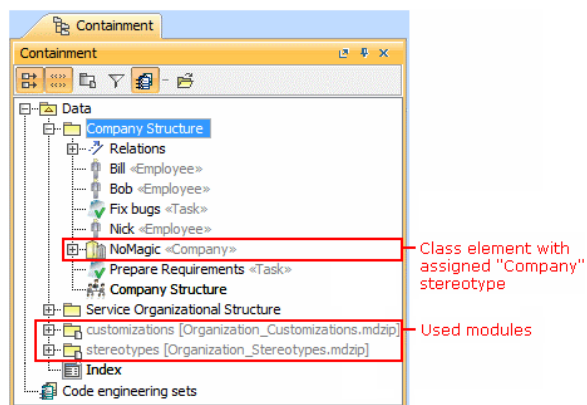 Containment
Containment
Data
Company Structure
Relations
Bill «Employee»
Bob «Employee»
Fix bugs «Task»
Nick «Employee»
NoMagic «Company»
Class element with
assigned "Company"
stereotype
Prepare Requirements «Task»
Company Structure
Service Organizational Structure
customizations [Organization_Customizations.mdzip]
Used modules
stereotypes [Organization_Stereotypes.mdzip]
Index
Code engineering sets